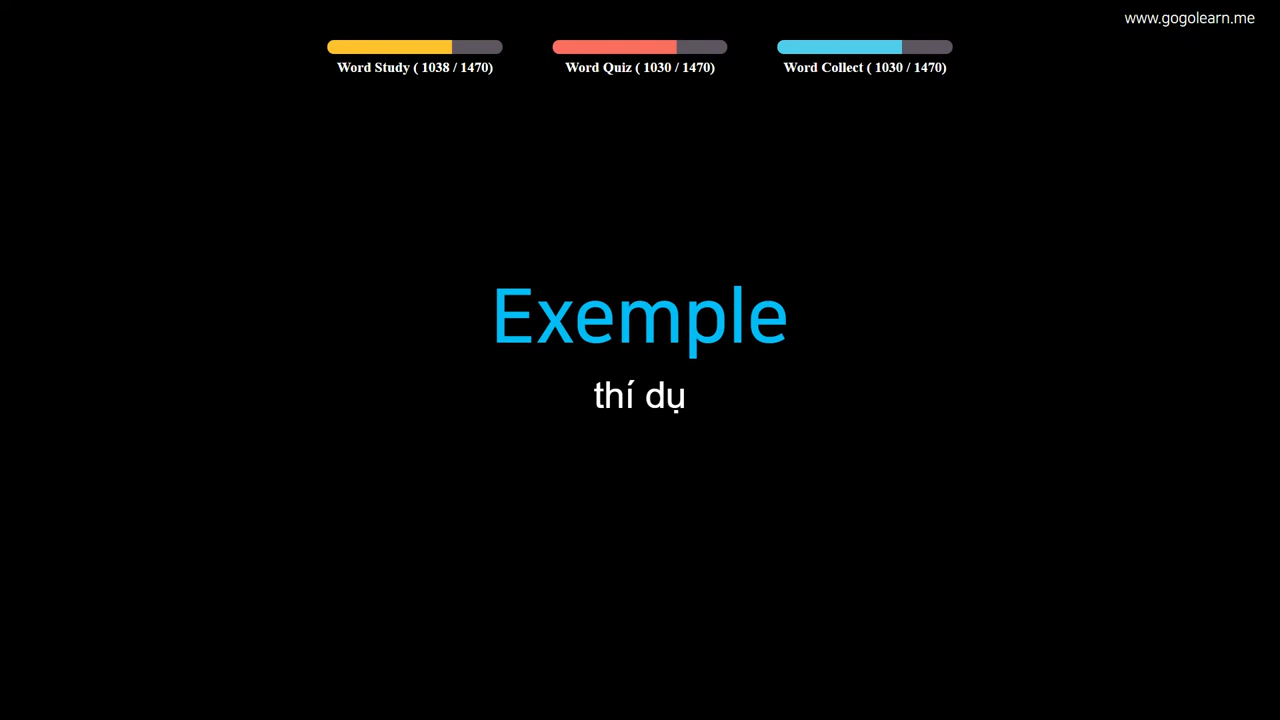 www.gogolearn.me
Word Study ( 1038 / 1470)
Word Quiz ( 1030 / 1470)
Word Collect ( 1030 / 1470)
Exemple
thí dụ